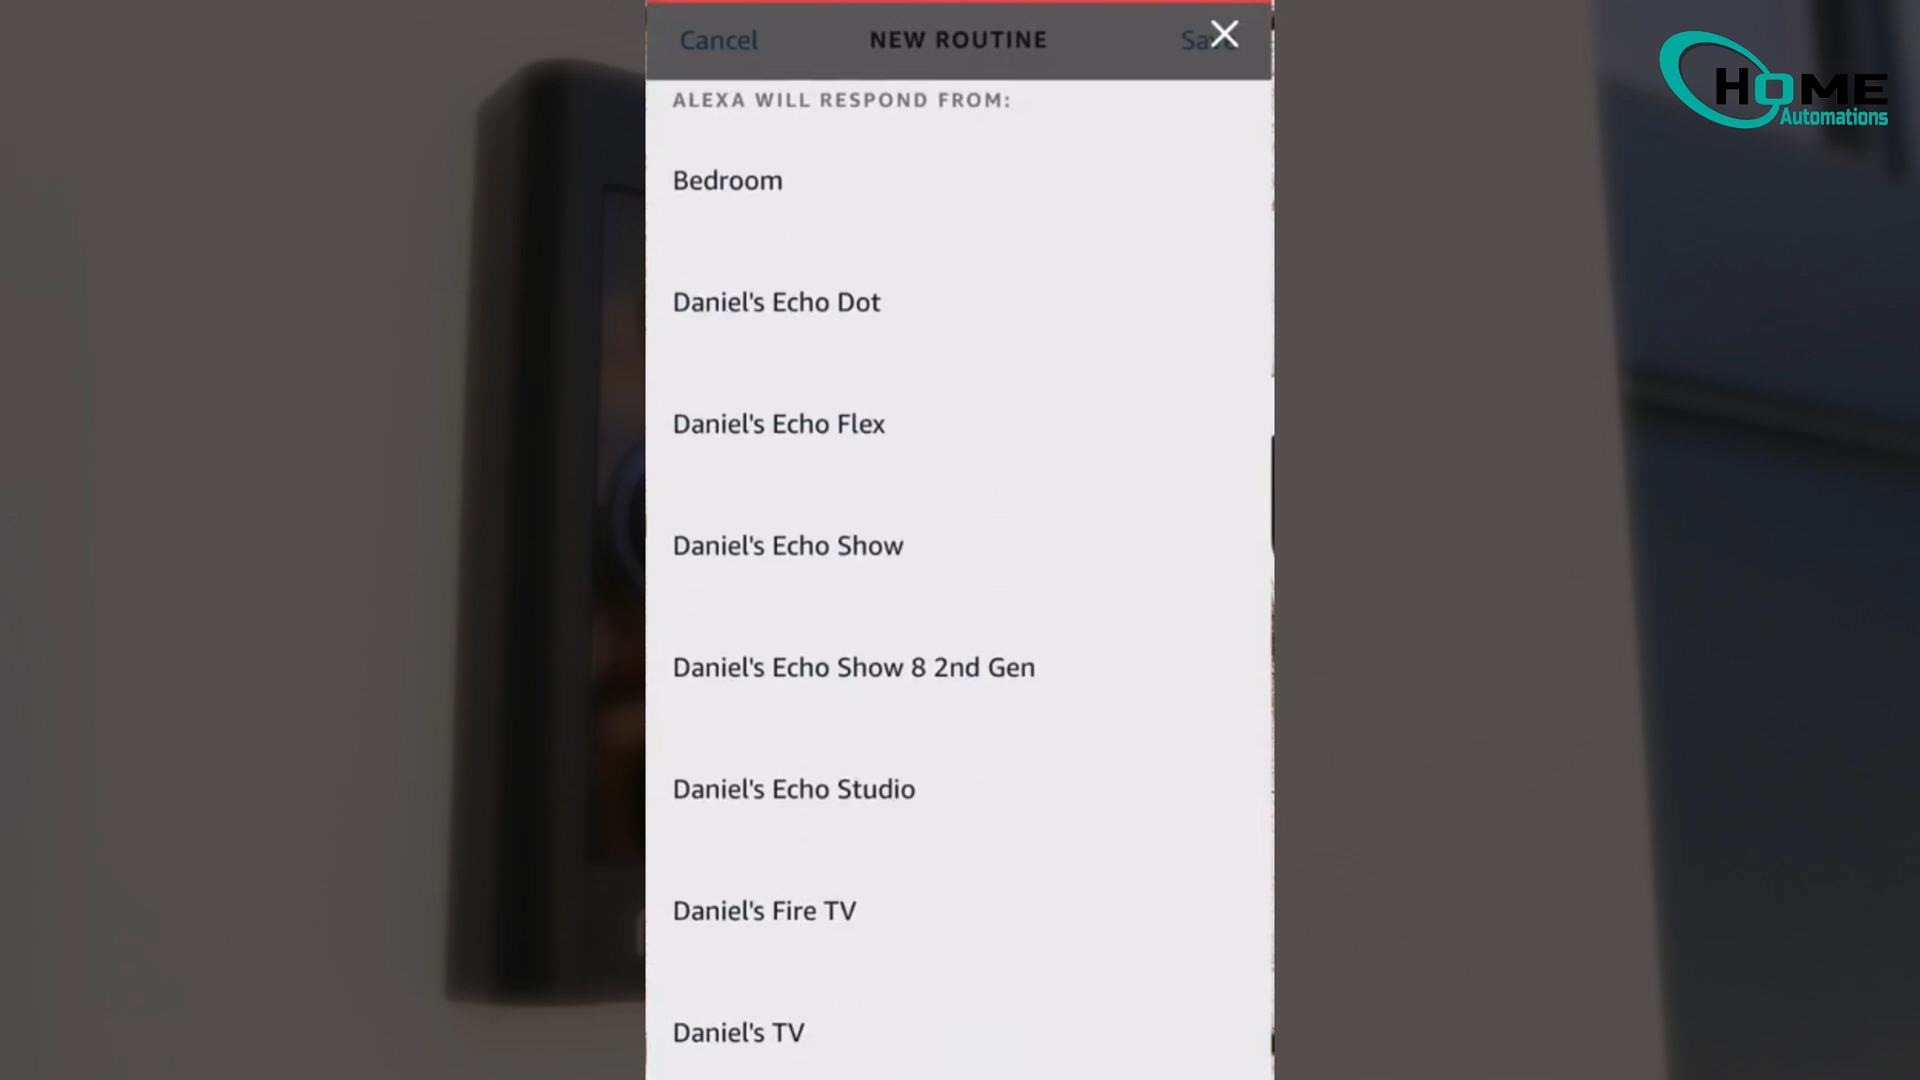 Cancel
NEW ROUTINE
HOME
Automations
ALEXA WILL RESPOND FROM:
Bedroom
Daniel's Echo Dot
Daniel's Echo Flex
Daniel's Echo Show
Daniel's Echo Show 8 2nd Gen
Daniel's Echo Studio
Daniel's Fire TV
Daniel's TV